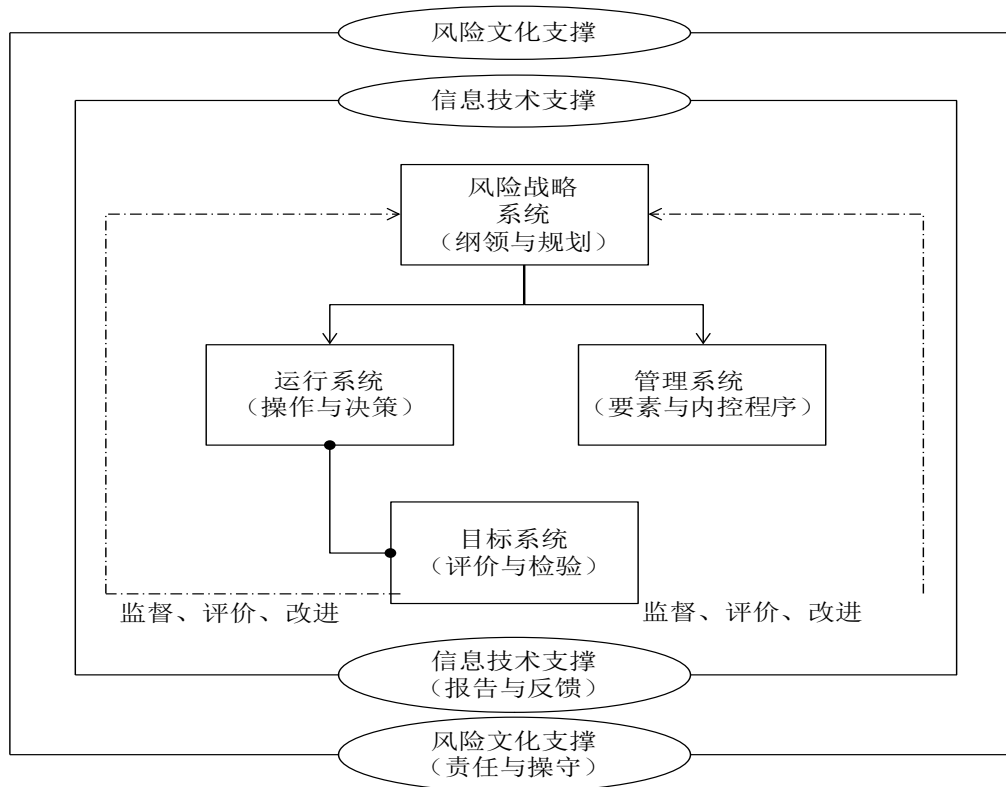 风险文化支撑
信息技术支撑
风险战略
系统
（纲领与规划）
运行系统
（操作与决策）
管理系统
（要素与内控程序）
目标系统
（评价与检验）
监督、评价、改进
监督、评价、改进
信息技术支撑
（报告与反馈）
风险文化支撑
（责任与操守）